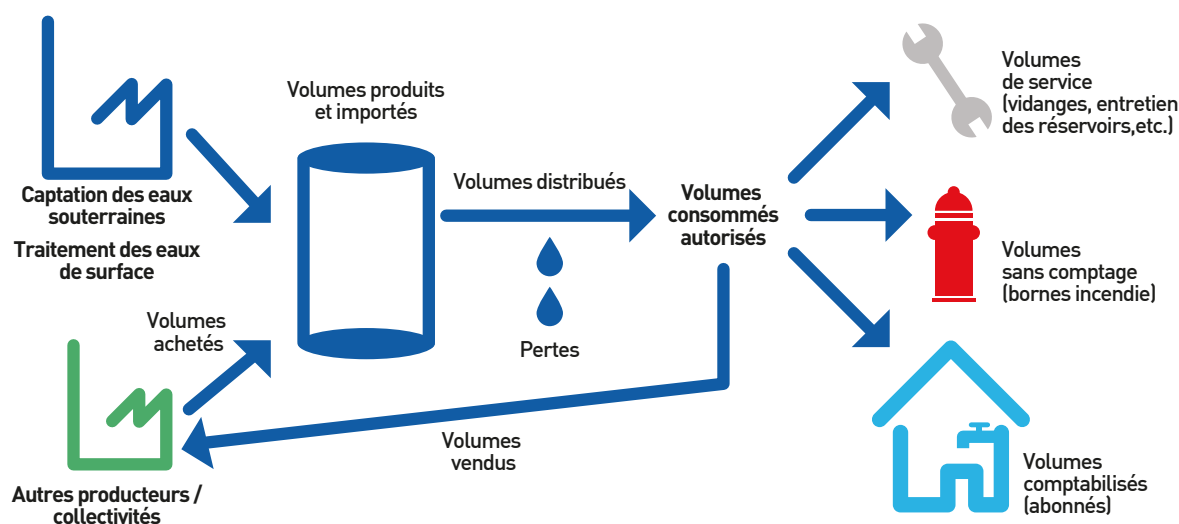 Captation des eaux
souterraines
Traitement des eaux
de surface
Volumes
achetés
Autres producteurs /
collectivités
Volumes produits
et importés
Volumes distribués
Pertes
Volumes
vendus
Volumes
consommés
autorisés
Volumes
de service
(vidanges, entretien
des réservoirs,etc.)
Volumes
sans comptage
(bornes incendie)
Volumes
comptabilisés
(abonnés)